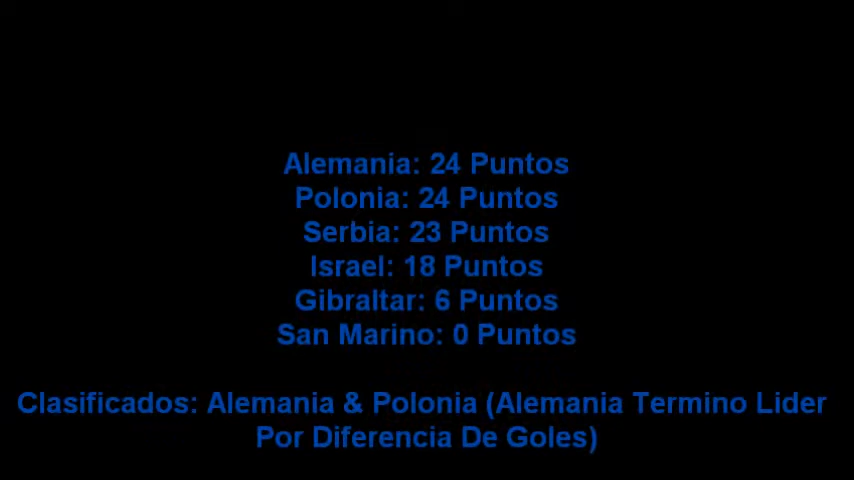 Alemania: 24 Puntos
Polonia: 24 Puntos
Serbia: 23 Puntos
Israel: 18 Puntos
Gibraltar: 6 Puntos
San Marino: 0 Puntos
Clasificados: Alemania & Polonia (Alemania Termino Lider
Por Diferencia De Goles)